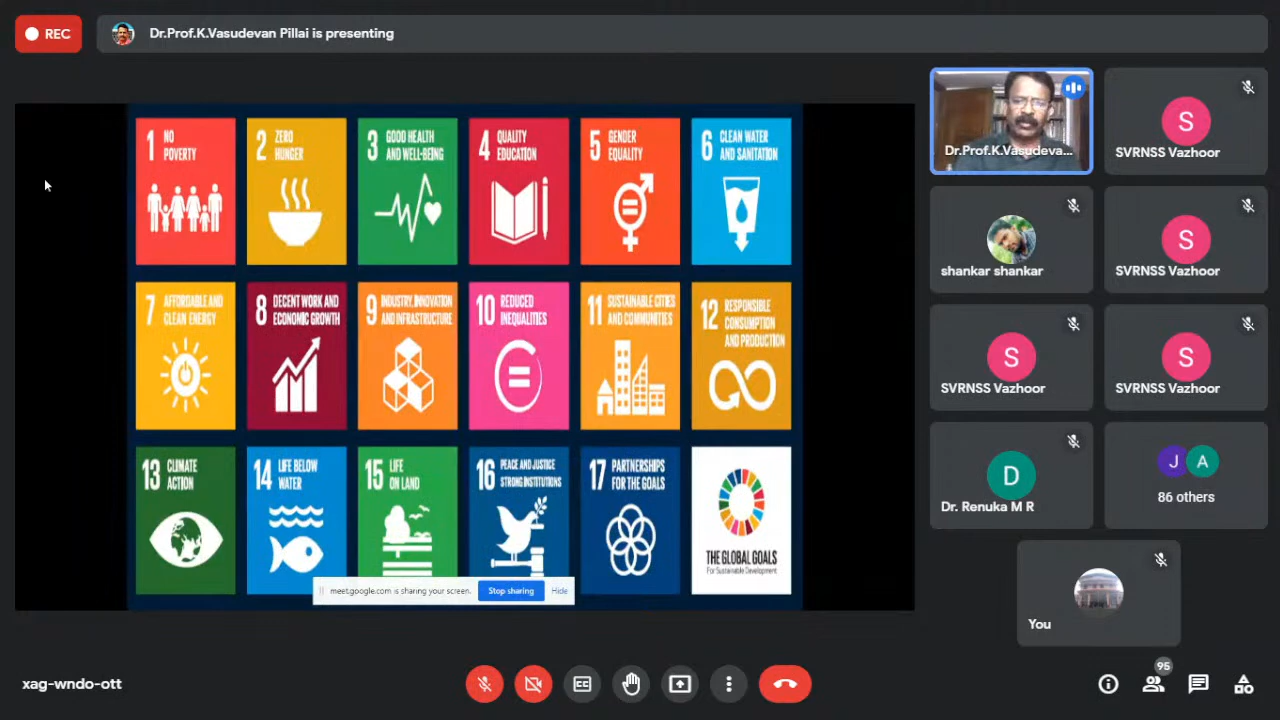 REC
Dr.Prof.K.Vasudevan Pillai is presenting
1 NO
POVERTY
2 ZERO
HUNGER
3 GOOD HEALTH
AND WELL-BEING
4 QUALITY
EDUCATION
5 GENDER
EQUALITY
6 CLEAN WATER
AND SANITATION
7 AFFORDABLE AND
CLEAN ENERGY
8 DECENT WORK AND
ECONOMIC GROWTH
9 INDUSTRY, INNOVATION
AND INFRASTRUCTURE
10 REDUCED
INEQUALITIES
11 SUSTAINABLE CITIES
AND COMMUNITIES
12 RESPONSIBLE
CONSUMPTION
AND PRODUCTION
13 CLIMATE
ACTION
14 LIFE BELOW
WATER
15 LIFE
ON LAND
16 PEACE AND JUSTICE
STRONG INSTITUTIONS
17 PARTNERSHIPS
FOR THE GOALS
THE GLOBAL GOALS
For Sustainable Development
meet.google.com is sharing your screen.
Stop sharing
Hide
Dr.Prof.K.Vasudeva...
S
SVRNSS Vazhoor
shankar shankar
S
SVRNSS Vazhoor
S
SVRNSS Vazhoor
S
SVRNSS Vazhoor
D
Dr. Renuka M R
J A
86 others
You
xag-wndo-ott
CC
95